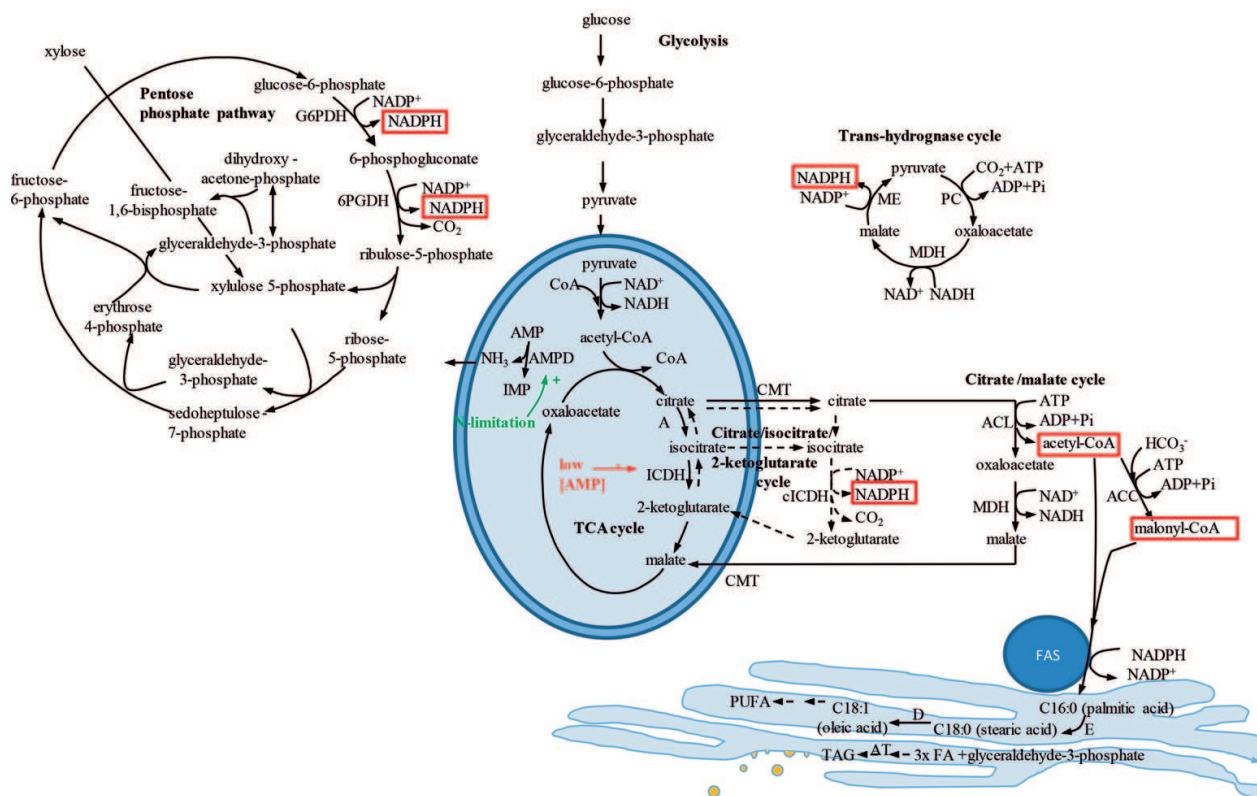 glucose
Glycolysis
glucose-6-phosphate
glyceraldehyde-3-phosphate
pyruvate
xylose
Pentose
phosphate pathway
glucose-6-phosphate
G6PDH
NADP+
NADPH
6-phosphogluconate
6PGDH
NADP+
NADPH
CO2
ribulose-5-phosphate
dihydroxy -
acetone-phosphate
fructose-
6-phosphate
fructose-
1,6-bisphosphate
glyceraldehyde-3-phosphate
xylulose 5-phosphate
erythrose
4-phosphate
ribose-
5-phosphate
glyceraldehyde-
3-phosphate
sedoheptulose -
7-phosphate
Trans-hydrognase cycle
NADPH
NADP+
pyruvate
CO2+ATP
ADP+Pi
ME
PC
malate
oxaloacetate
MDH
NAD+
NADH
pyruvate
CoA
NAD+
NADH
acetyl-CoA
CoA
AMP
NH3
AMPD
IMP
+
N-limitation
oxaloacetate
citrate
A
isocitrate
low
[AMP]
ICDH
2-ketoglutarate
TCA cycle
malate
CMT
citrate
Citrate/isocitrate/
2-ketoglutarate
cycle
isocitrate
NADP+
cICDH
NADPH
CO2
2-ketoglutarate
CMT
Citrate /malate cycle
ATP
ACL
ADP+Pi
acetyl-CoA
oxaloacetate
HCO3-
ATP
ACC
ADP+Pi
MDH
NAD+
NADH
malate
malonyl-CoA
FAS
NADPH
NADP+
C16:0 (palmitic acid)
E
C18:0 (stearic acid)
D
C18:1
(oleic acid)
PUFA
TAG
ΔT
3x FA +glyceraldehyde-3-phosphate